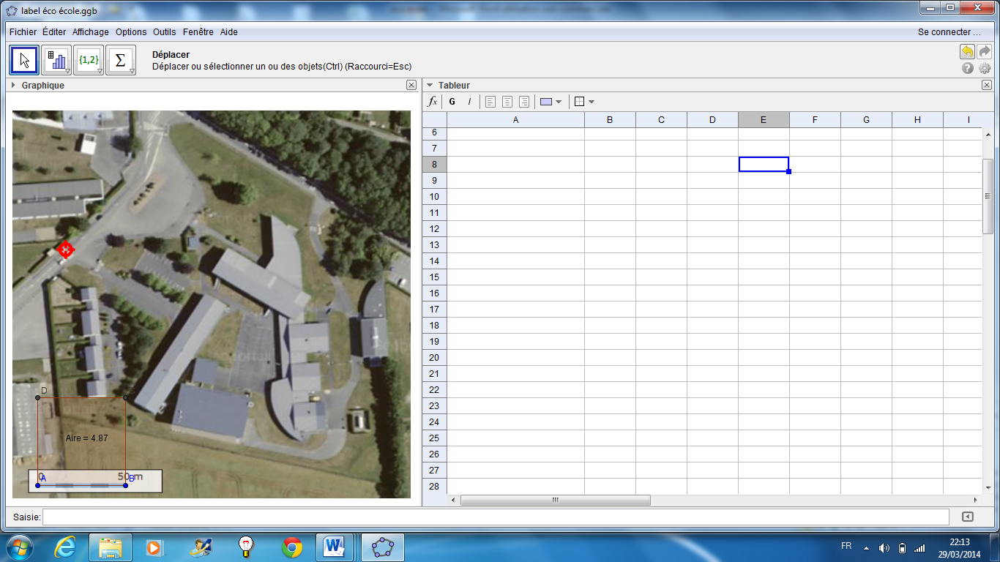 label éco école.ggb
Fichier Éditer Affichage Options Outils Fenêtre Aide
Se connecter ...
{1,2}
Σ
Déplacer
Déplacer ou sélectionner un ou des objets(Ctrl) (Raccourci=Esc)
Graphique
Tableur
fx G I
A B C D E F G H I
6
7
8
9
10
11
12
13
14
15
16
17
18
19
20
21
22
23
24
25
26
27
28
D
Aire = 4.87
0 50 m
A B
Saisie:
FR
22:13
29/03/2014